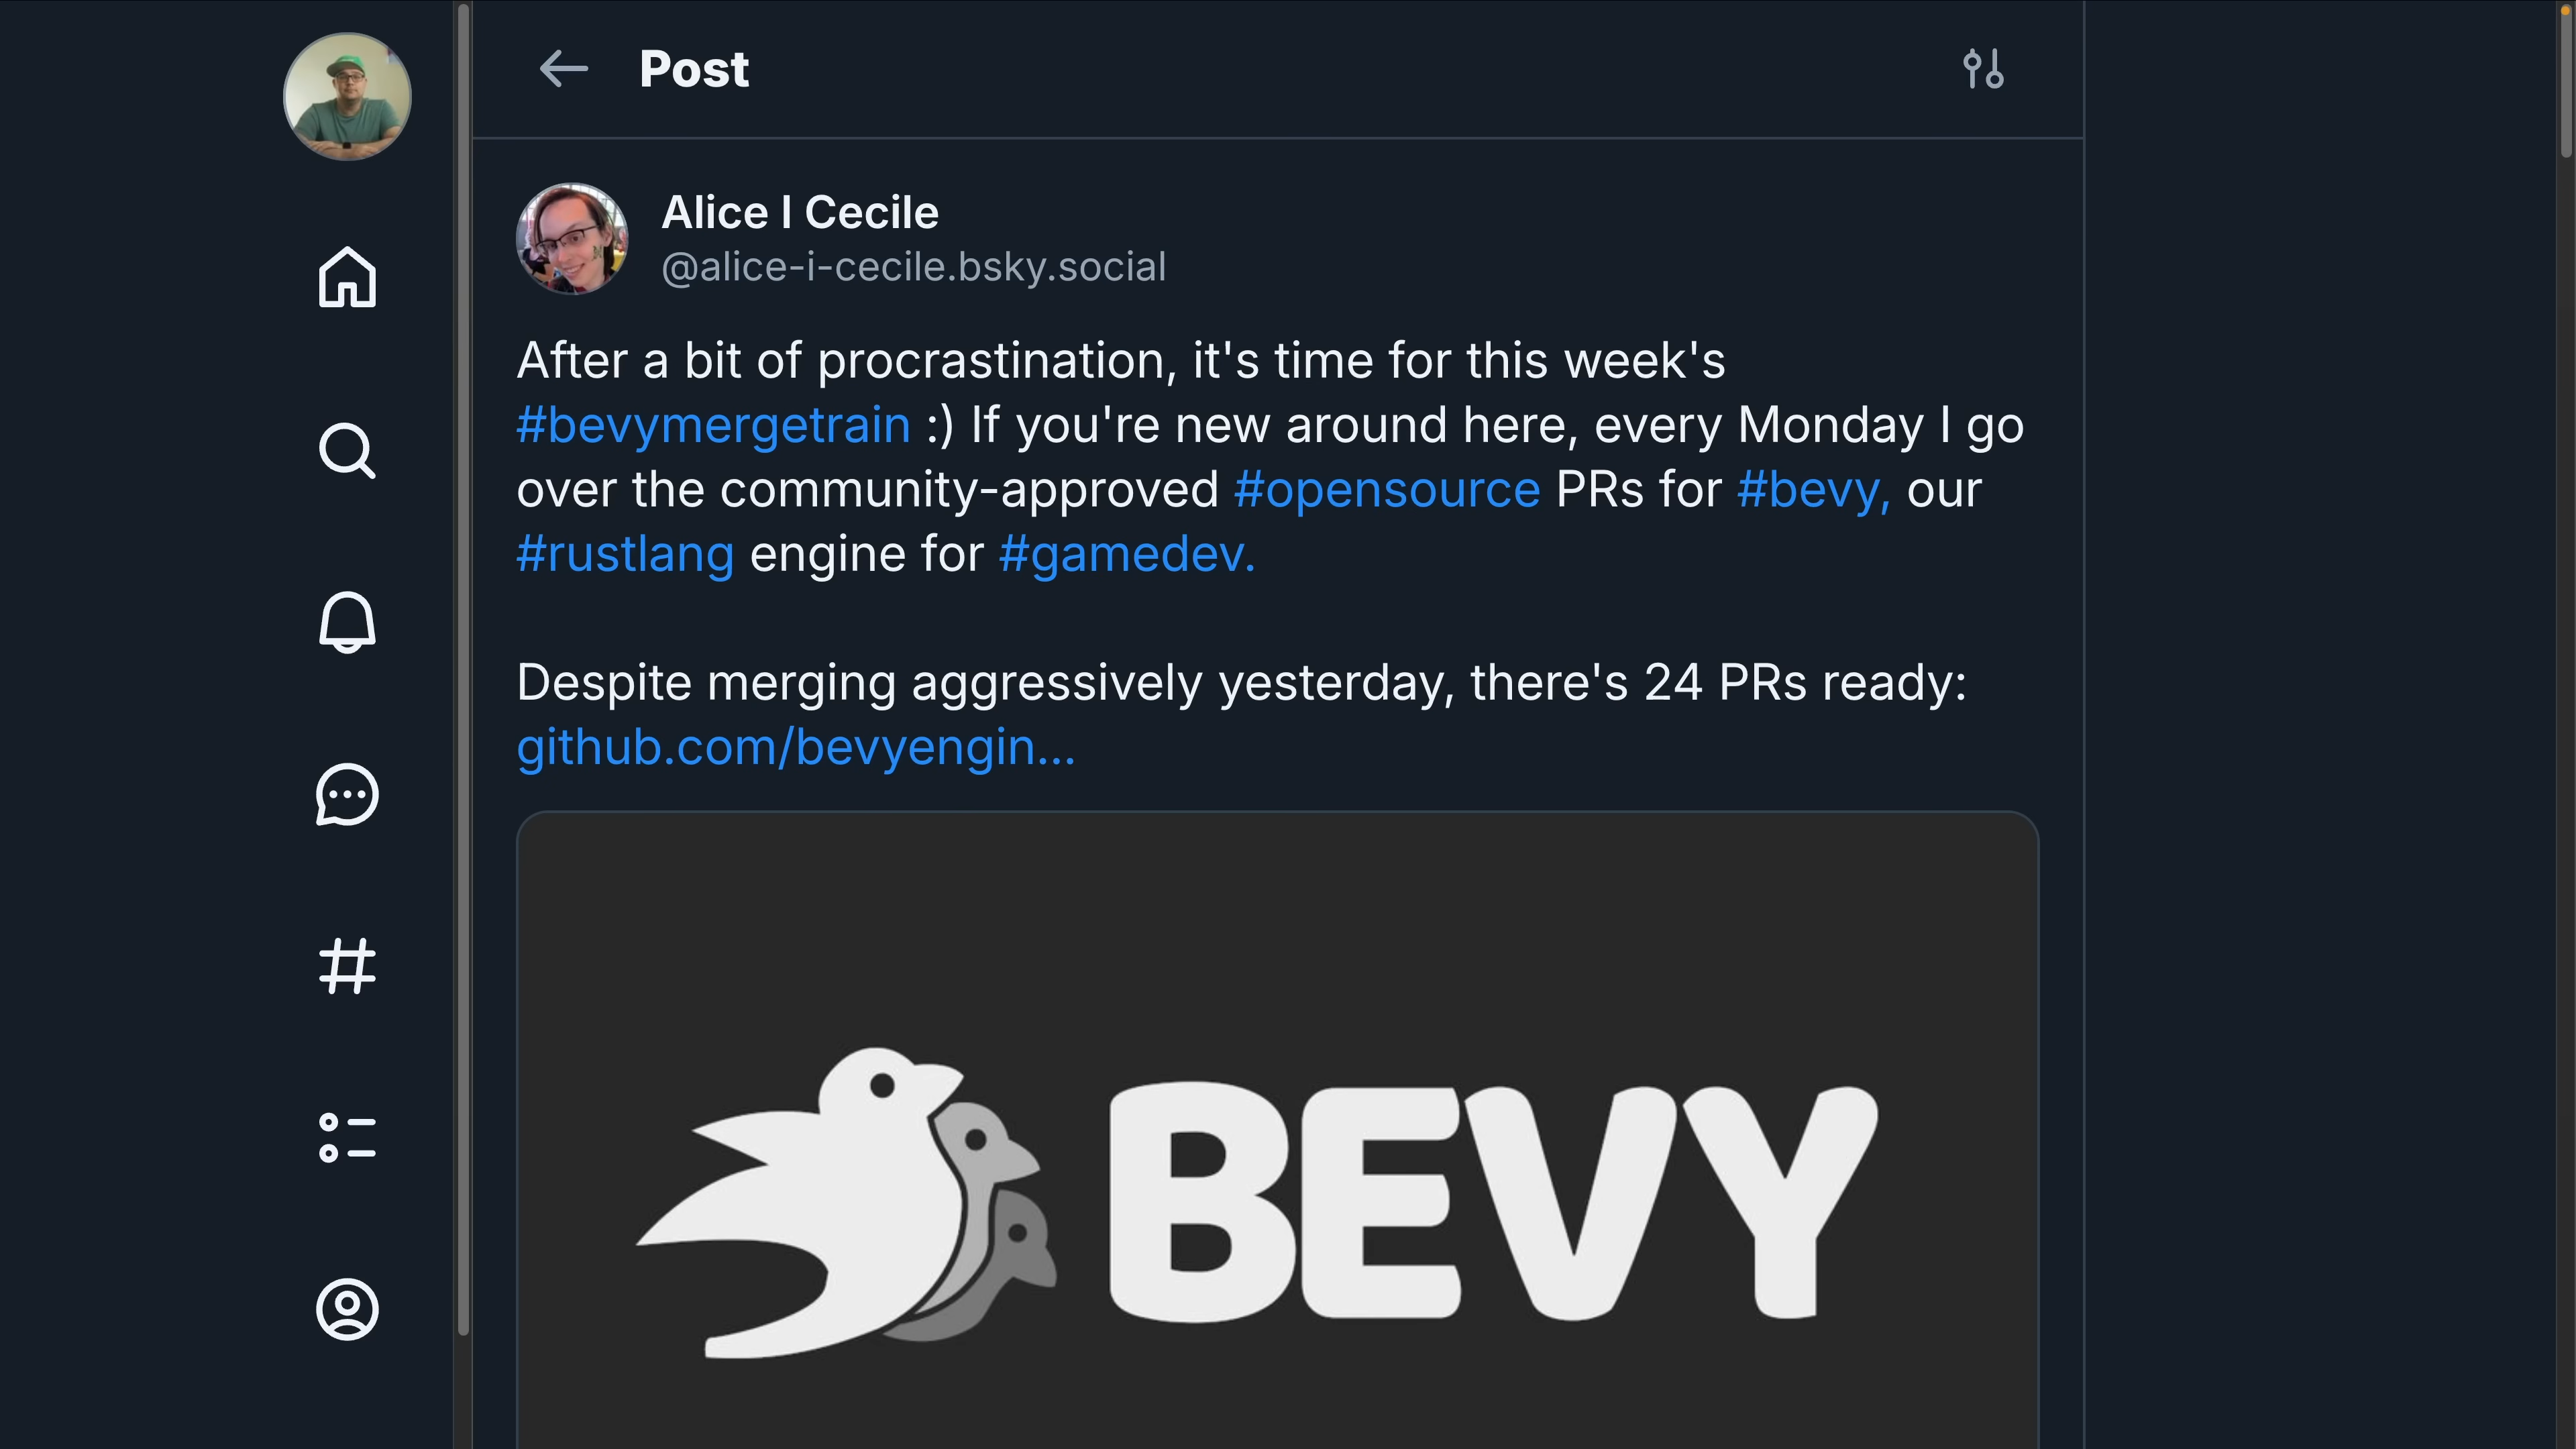 Post
Alice I Cecile
@alice-i-cecile.bsky.social
After a bit of procrastination, it's time for this week's
#bevymergetrain :) If you're new around here, every Monday I go
over the community-approved #opensource PRs for #bevy, our
#rustlang engine for #gamedev.
Despite merging aggressively yesterday, there's 24 PRs ready:
github.com/bevyengin...
BEVY